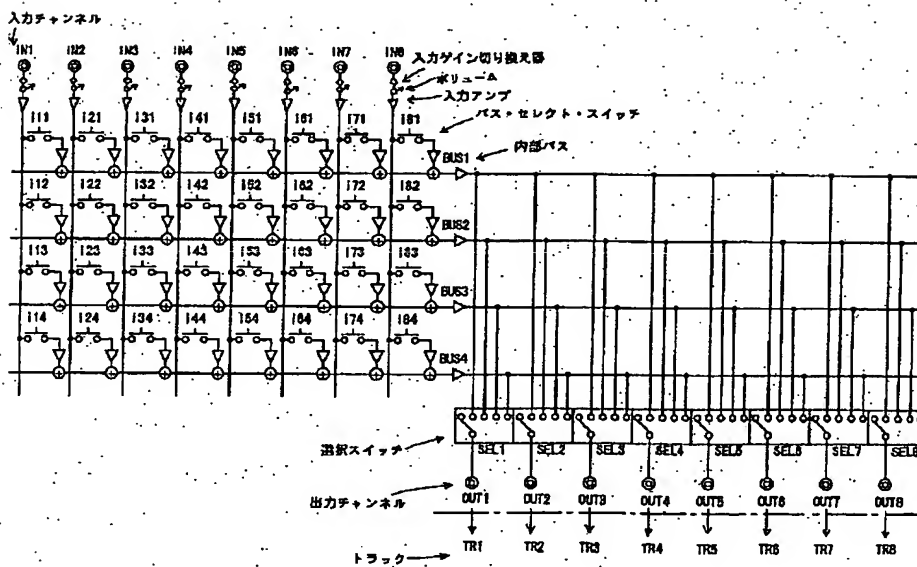 入力チャンネル
IN1 IN2 IN3 IN4 IN5 IN6 IN7 IN8
入力ゲイン切り換え器
ボリューム
入力アンプ
I11 I21 I31 I41 I51 I61 I71 I81
バス・セレクト・スイッチ
BUS1
内部バス
I12 I22 I32 I42 I52 I62 I72 I82
BUS2
I13 I23 I33 I43 I53 I63 I73 I83
BUS3
I14 I24 I34 I44 I54 I64 I74 I84
BUS4
選択スイッチ
SEL1 SEL2 SEL3 SEL4 SEL5 SEL6 SEL7 SEL8
出力チャンネル
OUT1 OUT2 OUT3 OUT4 OUT5 OUT6 OUT7 OUT8
トラック
TR1 TR2 TR3 TR4 TR5 TR6 TR7 TR8